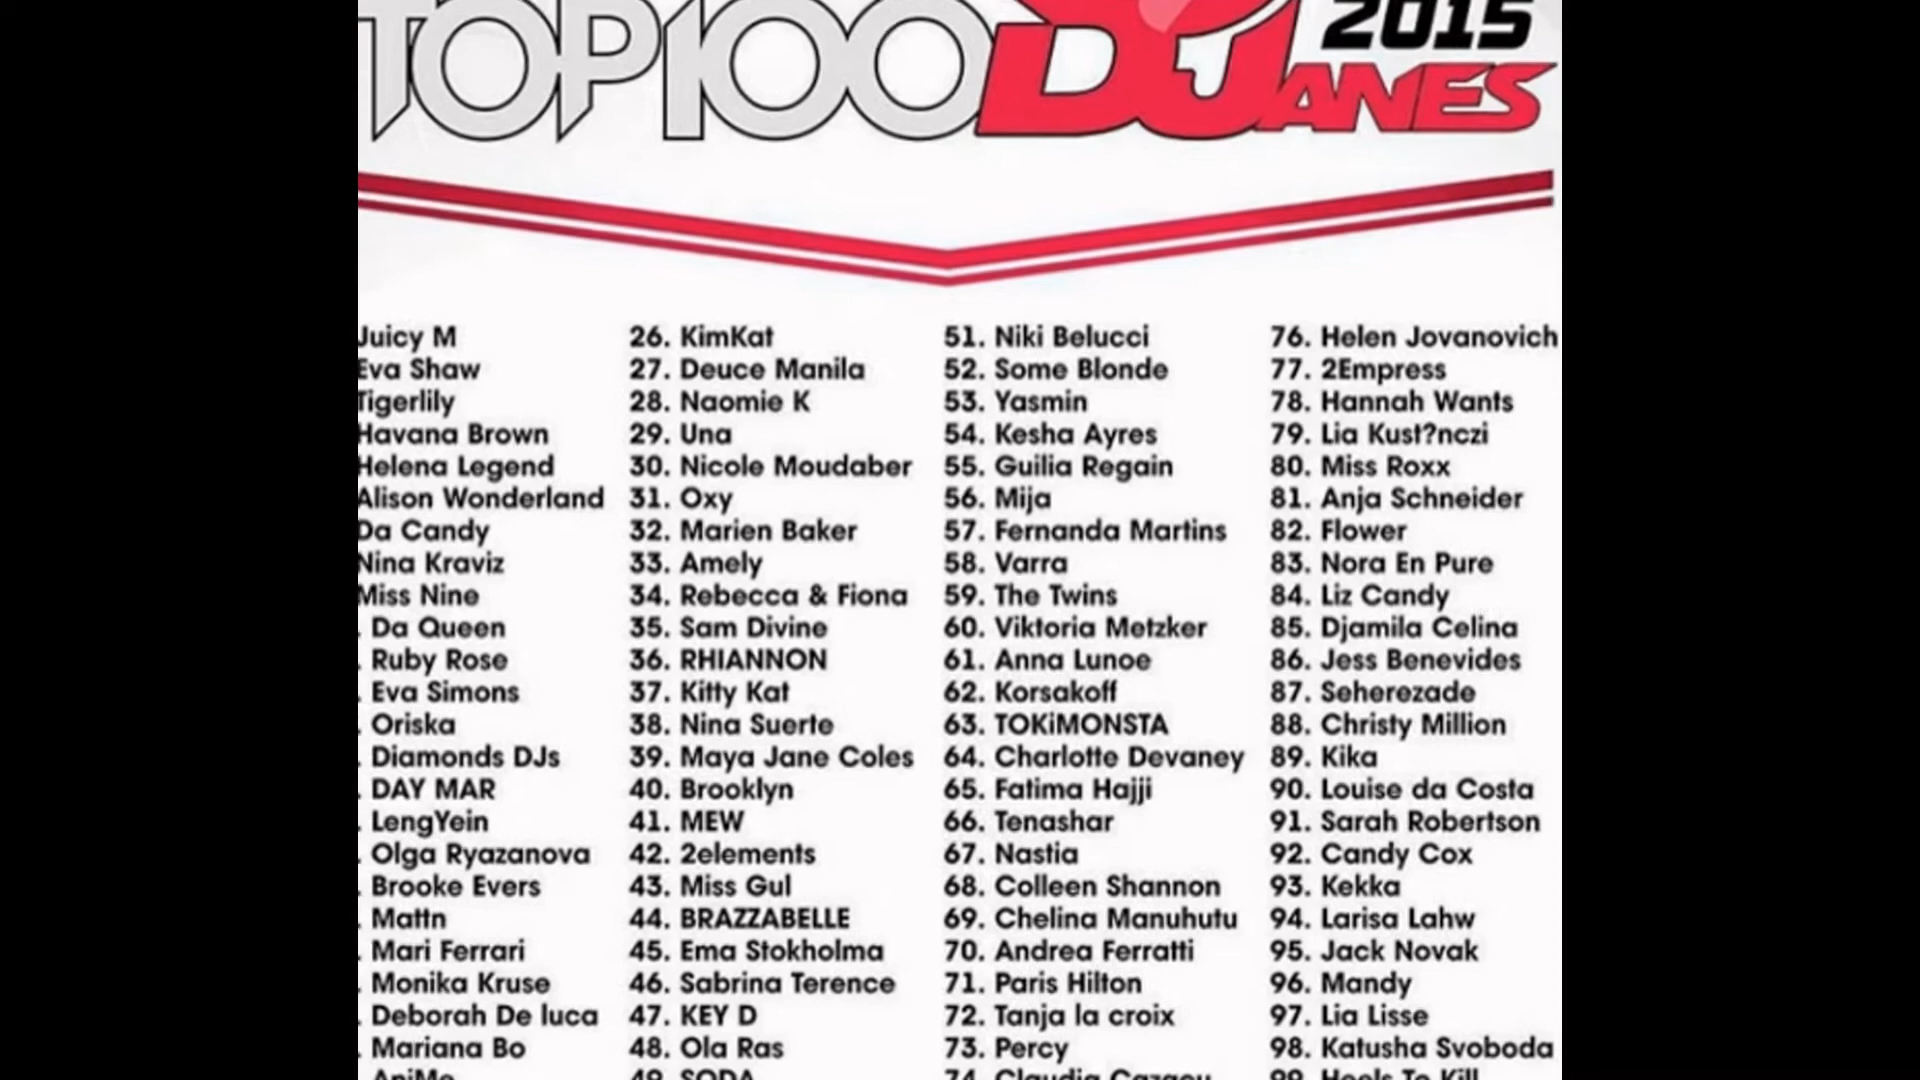 TOP100 DJANES
2015
Juicy M
Eva Shaw
Tigerlily
Havana Brown
Helena Legend
Alison Wonderland
Da Candy
Nina Kraviz
Miss Nine
. Da Queen
. Ruby Rose
. Eva Simons
. Oriska
. Diamonds DJs
. DAY MAR
. LengYein
. Olga Ryazanova
. Brooke Evers
. Mattn
. Mari Ferrari
. Monika Kruse
. Deborah De luca
. Mariana Bo
AniMe
26. KimKat
27. Deuce Manila
28. Naomie K
29. Una
30. Nicole Moudaber
31. Oxy
32. Marien Baker
33. Amely
34. Rebecca & Fiona
35. Sam Divine
36. RHIANNON
37. Kitty Kat
38. Nina Suerte
39. Maya Jane Coles
40. Brooklyn
41. MEW
42. 2elements
43. Miss Gul
44. BRAZZABELLE
45. Ema Stokholma
46. Sabrina Terence
47. KEY D
48. Ola Ras
49. SODA
51. Niki Belucci
52. Some Blonde
53. Yasmin
54. Kesha Ayres
55. Guilia Regain
56. Mija
57. Fernanda Martins
58. Varra
59. The Twins
60. Viktoria Metzker
61. Anna Lunoe
62. Korsakoff
63. TOKiMONSTA
64. Charlotte Devaney
65. Fatima Hajji
66. Tenashar
67. Nastia
68. Colleen Shannon
69. Chelina Manuhutu
70. Andrea Ferratti
71. Paris Hilton
72. Tanja la croix
73. Percy
74. Claudia Cazacu
76. Helen Jovanovich
77. 2Empress
78. Hannah Wants
79. Lia Kust?nczi
80. Miss Roxx
81. Anja Schneider
82. Flower
83. Nora En Pure
84. Liz Candy
85. Djamila Celina
86. Jess Benevides
87. Seherezade
88. Christy Million
89. Kika
90. Louise da Costa
91. Sarah Robertson
92. Candy Cox
93. Kekka
94. Larisa Lahw
95. Jack Novak
96. Mandy
97. Lia Lisse
98. Katusha Svoboda
99. Heels To Kill